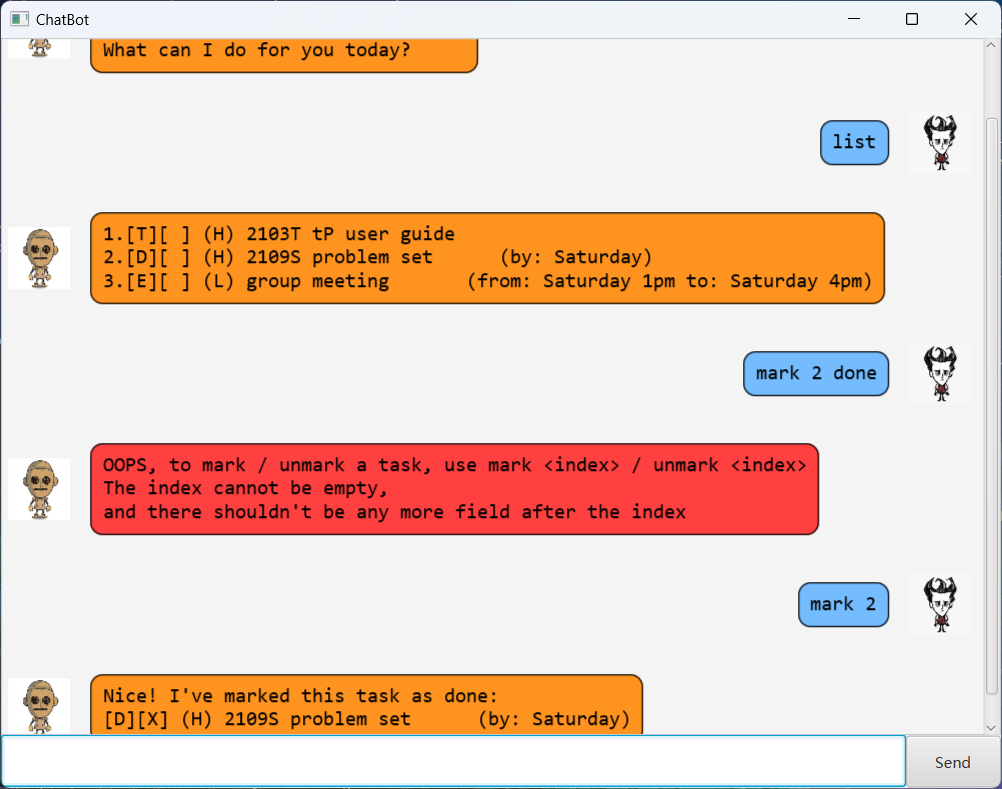 ChatBot
What can I do for you today?
list
1.[T][ ] (H) 2103T tP user guide
2.[D][ ] (H) 2109S problem set      (by: Saturday)
3.[E][ ] (L) group meeting       (from: Saturday 1pm to: Saturday 4pm)
mark 2 done
OOPS, to mark / unmark a task, use mark <index> / unmark <index>
The index cannot be empty,
and there shouldn't be any more field after the index
mark 2
Nice! I've marked this task as done:
[D][X] (H) 2109S problem set      (by: Saturday)
Send